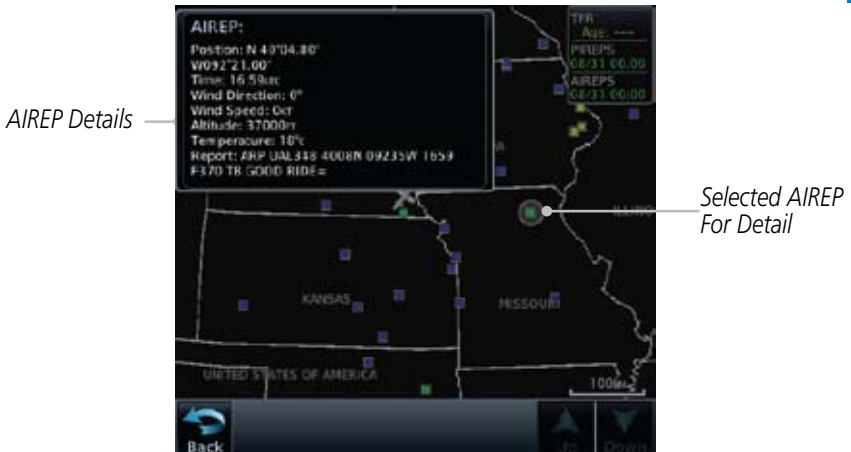 AIREP:
Position: N 40°04.80'
W092°21.00'
Time: 16:59UTC
Wind Direction: 0°
Wind Speed: 0KT
Altitude: 37000FT
Temperature: 18°C
Report: ARP UAL348 4008N 09235W 1659
F370 TB GOOD RIDE=
TFR
Age: ---
PIREPS
08/31 00:00
AIREPS
08/31 00:00
AIREP Details
Selected AIREP
For Detail
KANSAS
MISSOURI
UNITED STATES OF AMERICA
Back
Up
Down